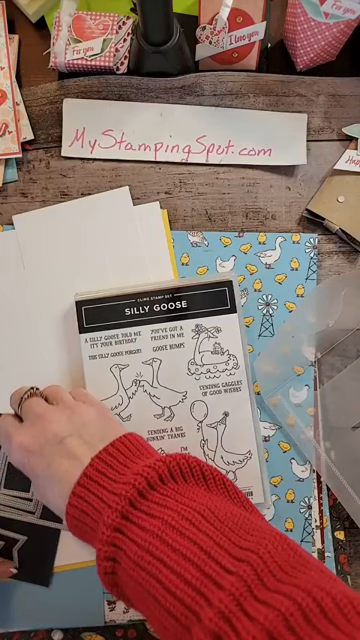 For you
I love you
MyStampingSpot.com
CLING STAMP SET
SILLY GOOSE
A SILLY GOOSE TOLD ME
IT'S YOUR BIRTHDAY
THIS SILLY GOOSE FORGOT!
YOU'VE GOT A
FRIEND IN ME
GOOSE BUMPS
SENDING GAGGLES
OF GOOD WISHES
SENDING A BIG
HONKIN' THANKS